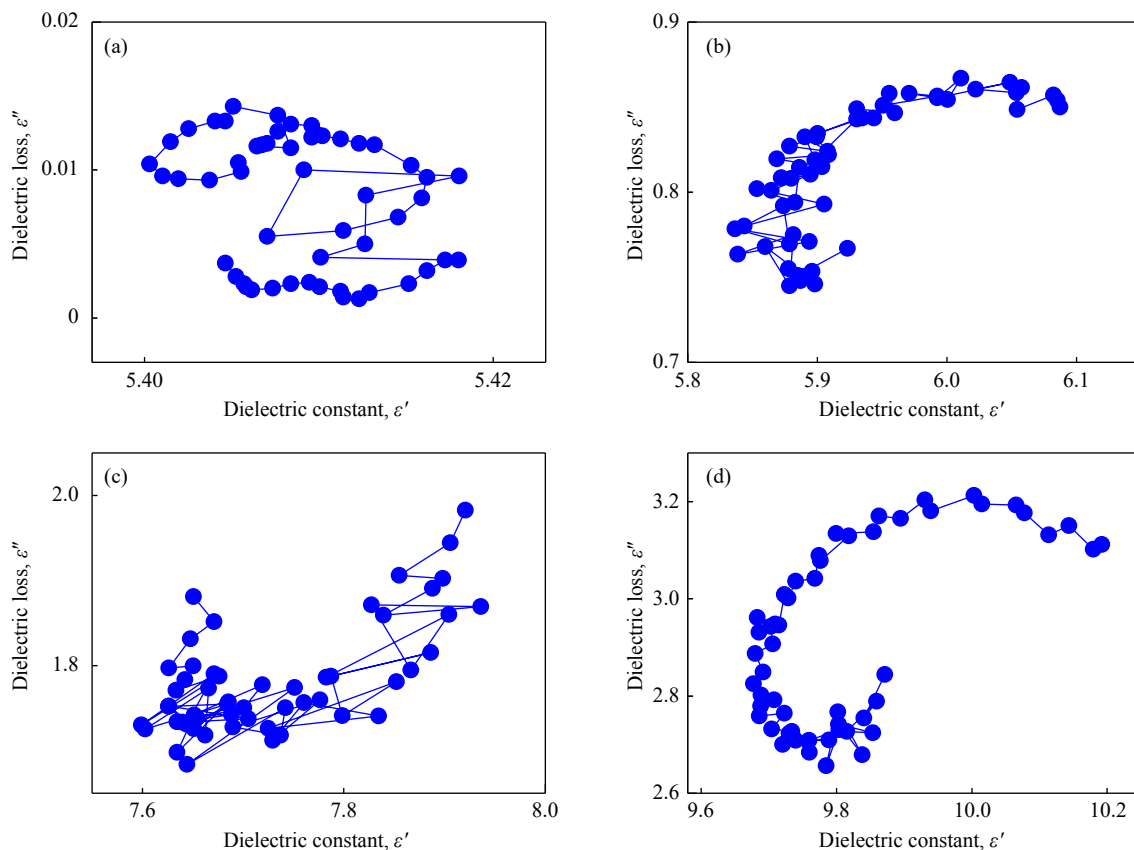 (a)
0.02
0.01
0
5.40
5.42
Dielectric loss, ε″
Dielectric constant, ε′
(b)
0.9
0.8
0.7
5.8
5.9
6.0
6.1
Dielectric loss, ε″
Dielectric constant, ε′
(c)
2.0
1.8
7.6
7.8
8.0
Dielectric loss, ε″
Dielectric constant, ε′
(d)
3.2
3.0
2.8
2.6
9.6
9.8
10.0
10.2
Dielectric loss, ε″
Dielectric constant, ε′